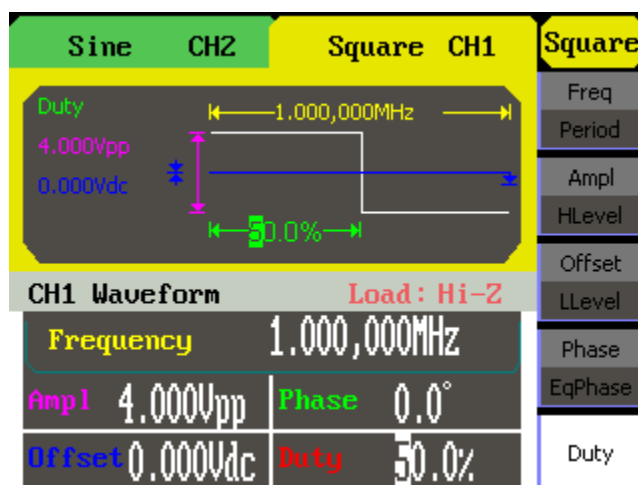 Sine CH2 Square CH1 Square
Duty
1.000,000MHz
4.000Vpp
0.000Vdc
50.0%
CH1 Waveform Load: Hi-Z
Frequency 1.000,000MHz
Ampl 4.000Vpp Phase 0.0°
Offset 0.000Vdc Duty 50.0%
Freq
Period
Ampl
HLevel
Offset
LLevel
Phase
EqPhase
Duty